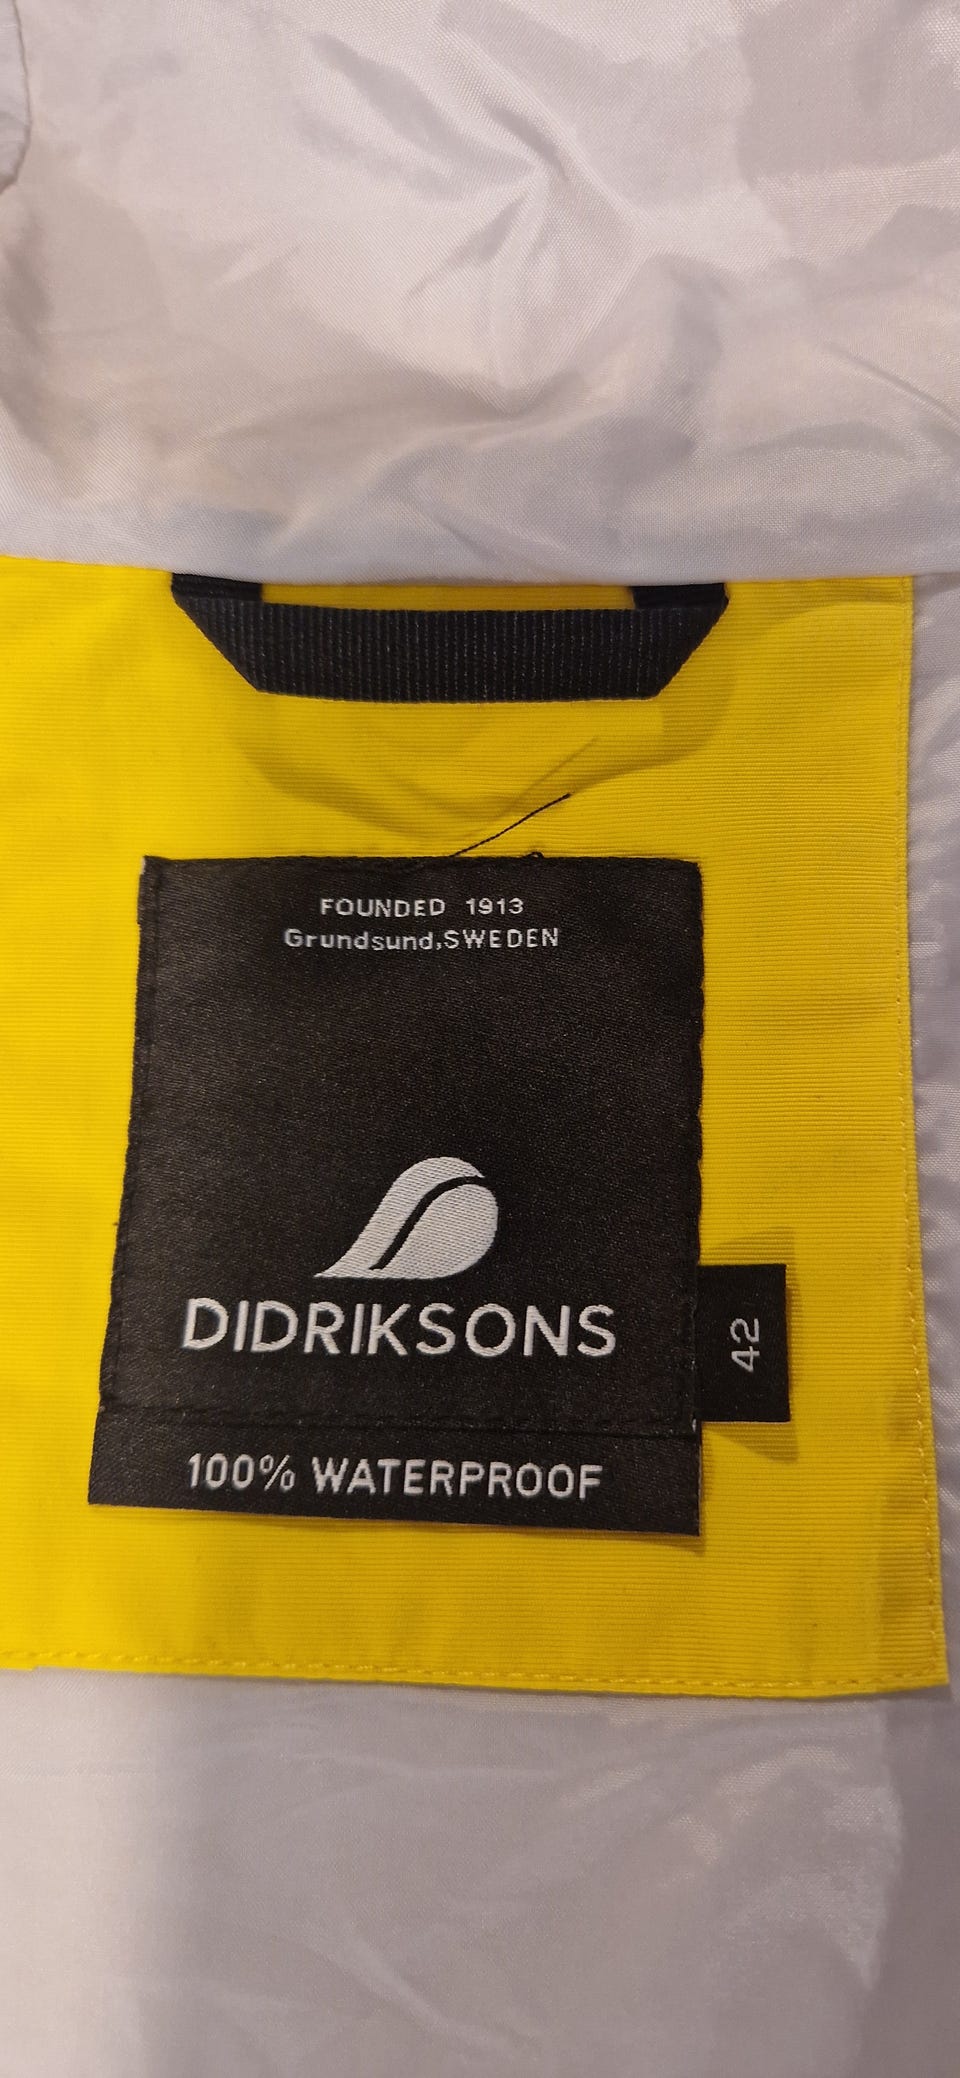 FOUNDED 1913
Grundsund,SWEDEN
DIDRIKSONS
42
100% WATERPROOF